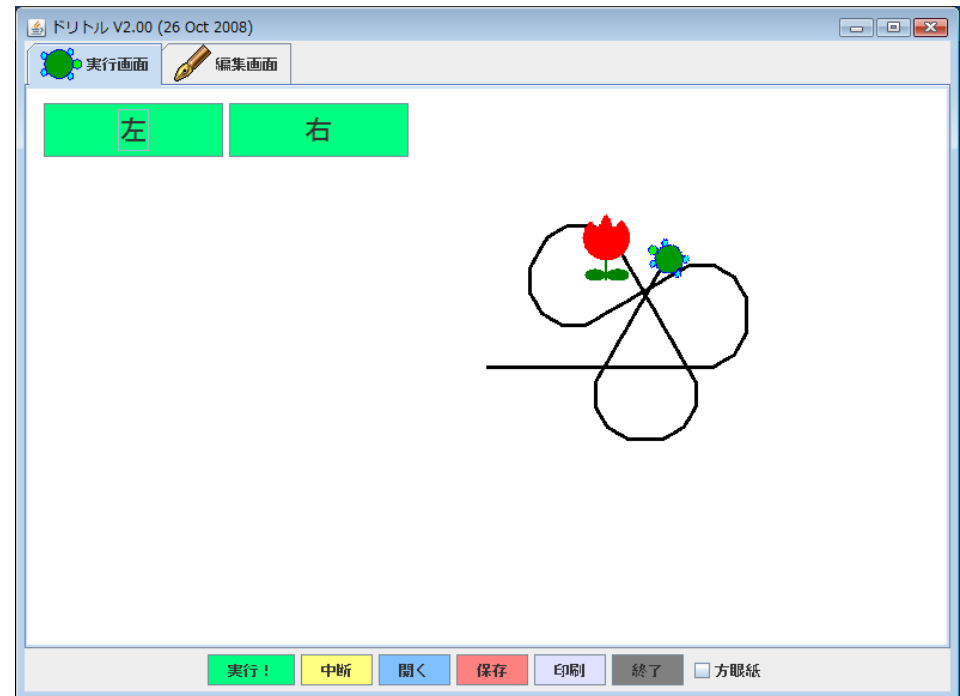 ドリトル V2.00 (26 Oct 2008)
実行画面 編集画面
左 右
実行! 中断 開く 保存 印刷 終了 方眼紙